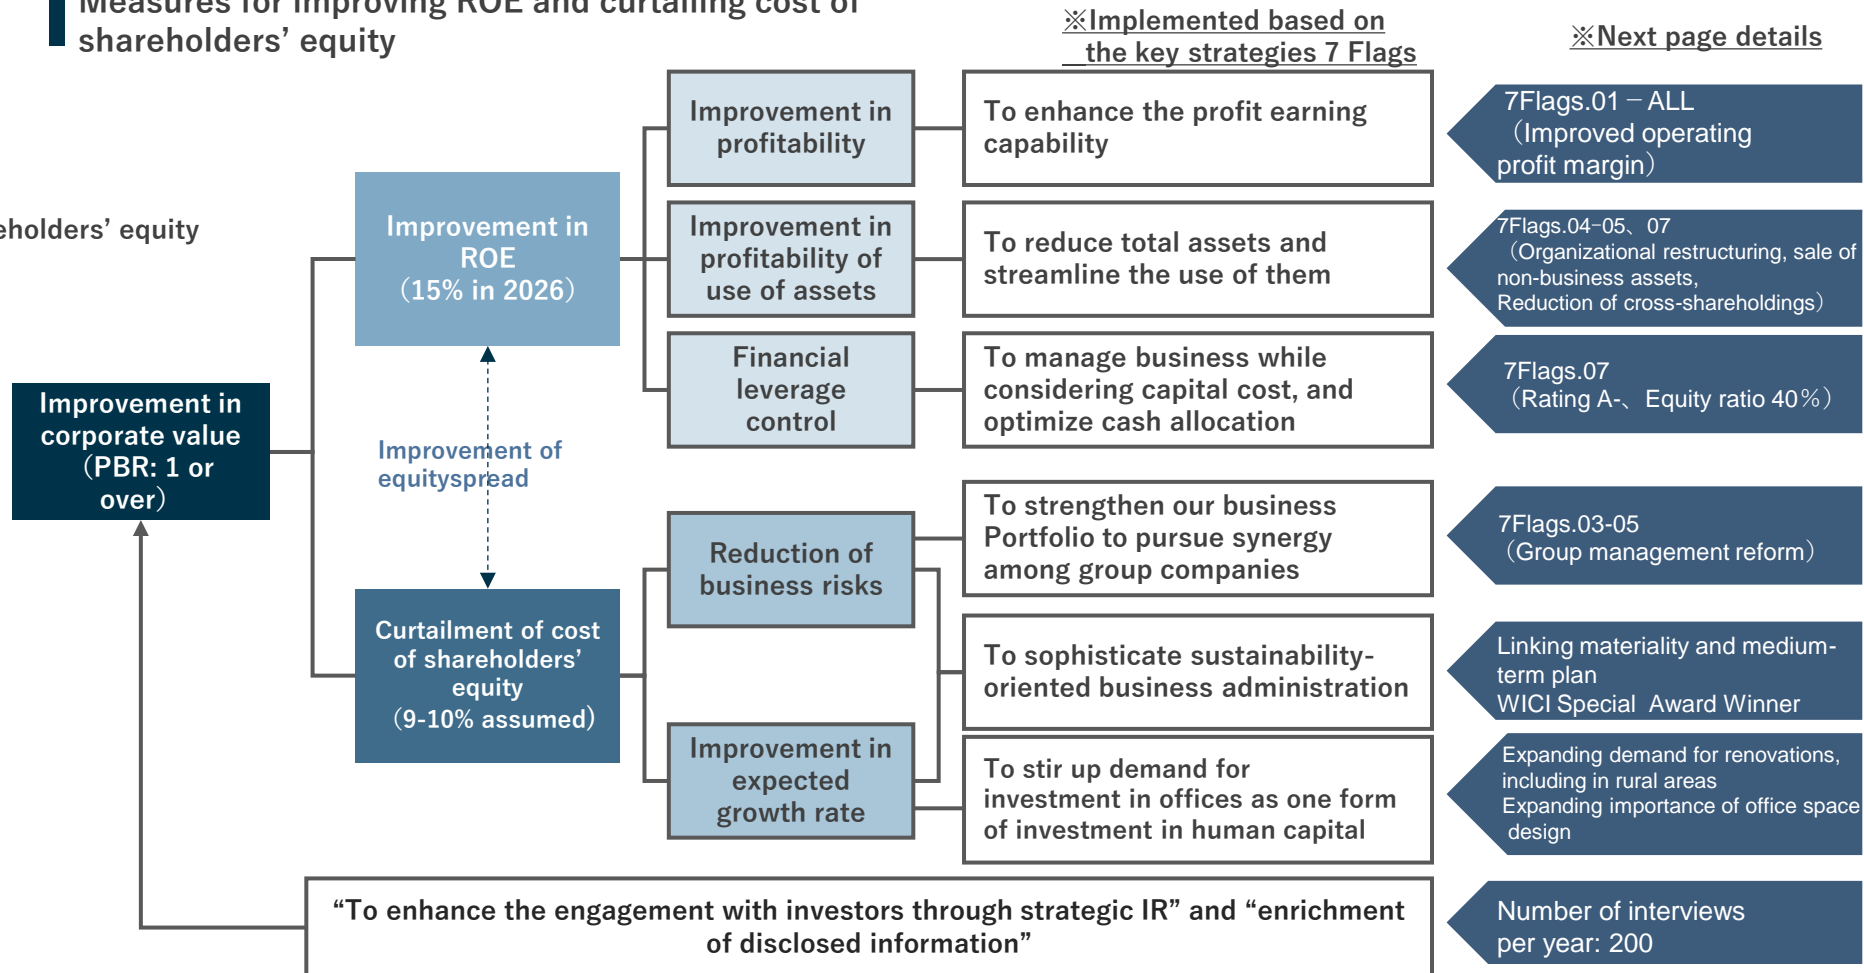 Measures for improving ROE and curtailing cost of
shareholders’ equity
※Implemented based on
the key strategies 7 Flags
※Next page details
eholders’ equity
Improvement in
corporate value
（PBR: 1 or
over）
Improvement in
ROE
（15% in 2026）
Improvement of
equityspread
Curtailment of cost
of shareholders’
equity
（9-10% assumed）
Improvement in
profitability
To enhance the profit earning
capability
7Flags.01－ALL
（Improved operating
profit margin）
Improvement in
profitability of
use of assets
To reduce total assets and
streamline the use of them
7Flags.04−05、07
（Organizational restructuring, sale of
non-business assets,
Reduction of cross-shareholdings）
Financial
leverage
control
To manage business while
considering capital cost, and
optimize cash allocation
7Flags.07
（Rating A-、Equity ratio 40％）
Reduction of
business risks
To strengthen our business
Portfolio to pursue synergy
among group companies
7Flags.03-05
（Group management reform）
To sophisticate sustainability-
oriented business administration
Linking materiality and medium-
term plan
WICI Special Award Winner
Improvement in
expected
growth rate
To stir up demand for
investment in offices as one form
of investment in human capital
Expanding demand for renovations,
including in rural areas
Expanding importance of office space
design
“To enhance the engagement with investors through strategic IR” and “enrichment
of disclosed information”
Number of interviews
per year: 200